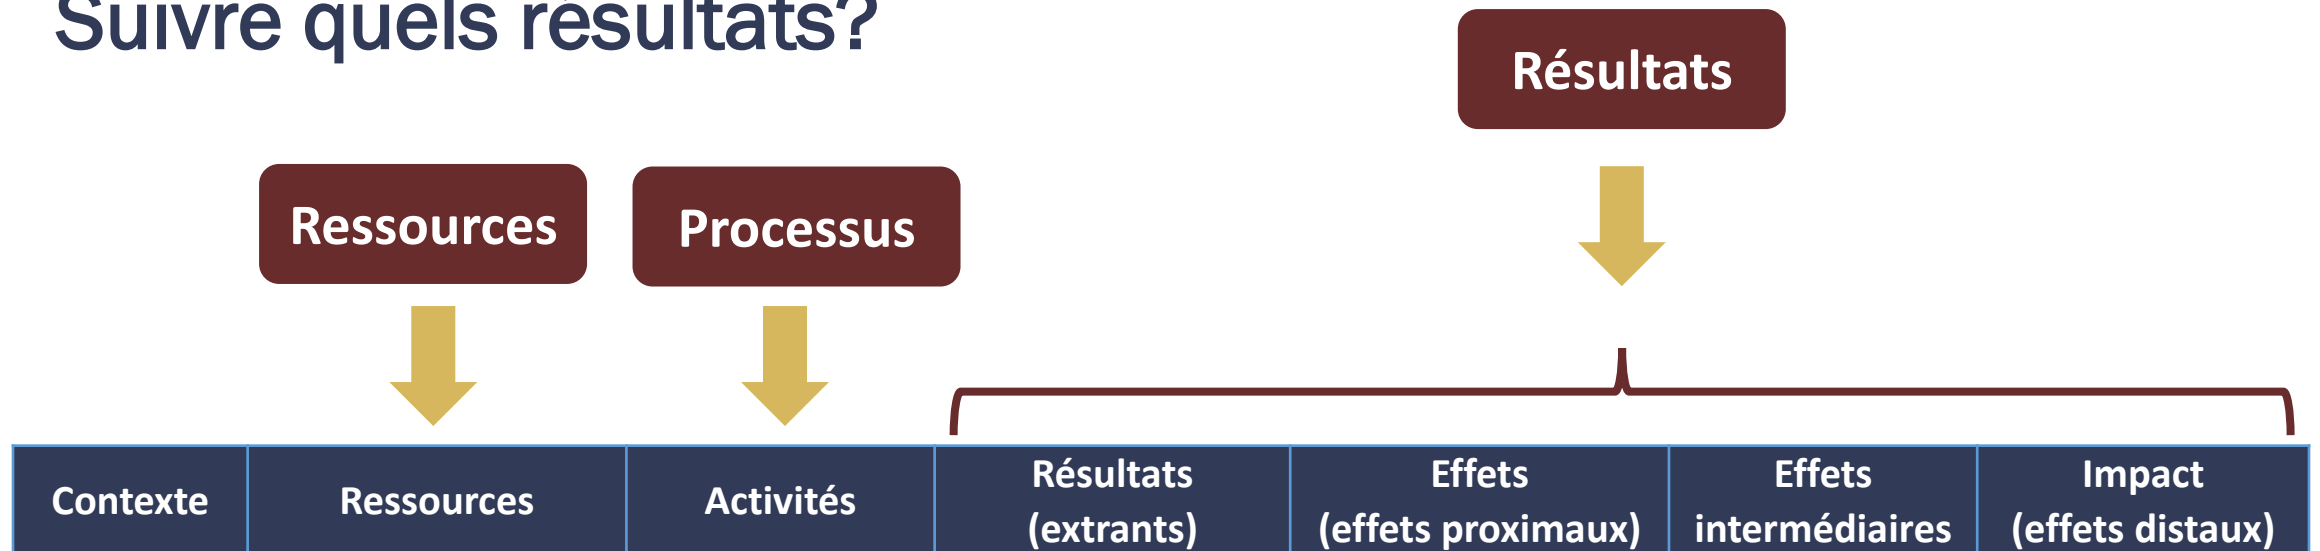 Suivre quels résultats?
Résultats
Ressources
Processus
Contexte
Ressources
Activités
Résultats
(extrants)
Effets
(effets proximaux)
Effets
intermédiaires
Impact
(effets distaux)